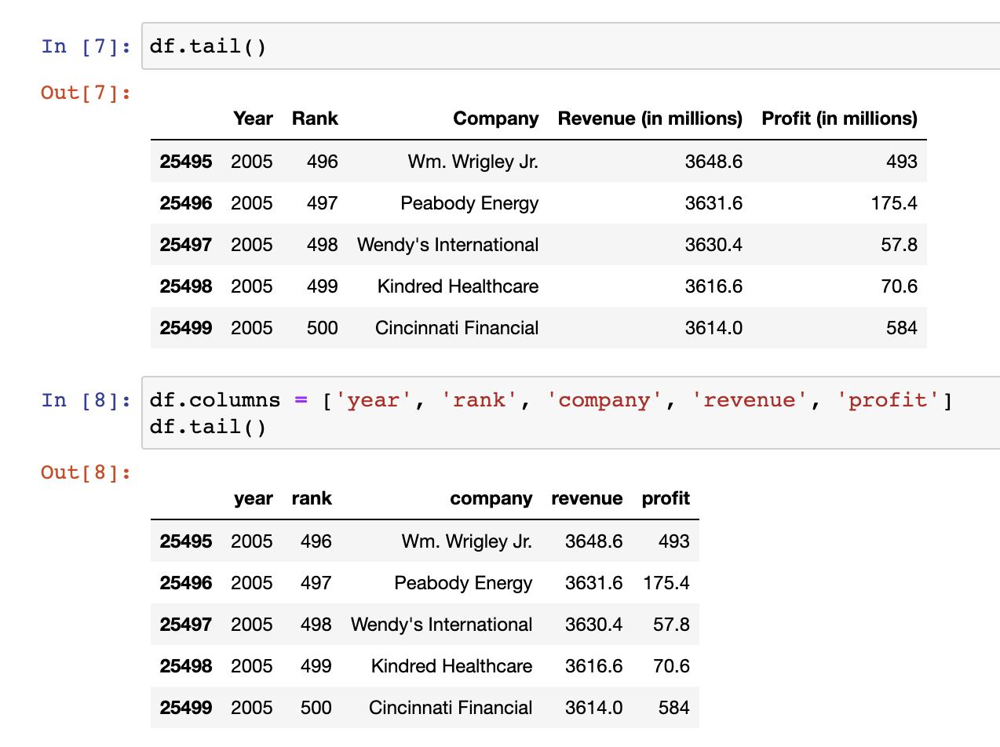 In [7]: df.tail()
Out[7]:
Year Rank Company Revenue (in millions) Profit (in millions)
25495 2005 496 Wm. Wrigley Jr. 3648.6 493
25496 2005 497 Peabody Energy 3631.6 175.4
25497 2005 498 Wendy's International 3630.4 57.8
25498 2005 499 Kindred Healthcare 3616.6 70.6
25499 2005 500 Cincinnati Financial 3614.0 584
In [8]: df.columns = ['year', 'rank', 'company', 'revenue', 'profit']
df.tail()
Out[8]:
year rank company revenue profit
25495 2005 496 Wm. Wrigley Jr. 3648.6 493
25496 2005 497 Peabody Energy 3631.6 175.4
25497 2005 498 Wendy's International 3630.4 57.8
25498 2005 499 Kindred Healthcare 3616.6 70.6
25499 2005 500 Cincinnati Financial 3614.0 584